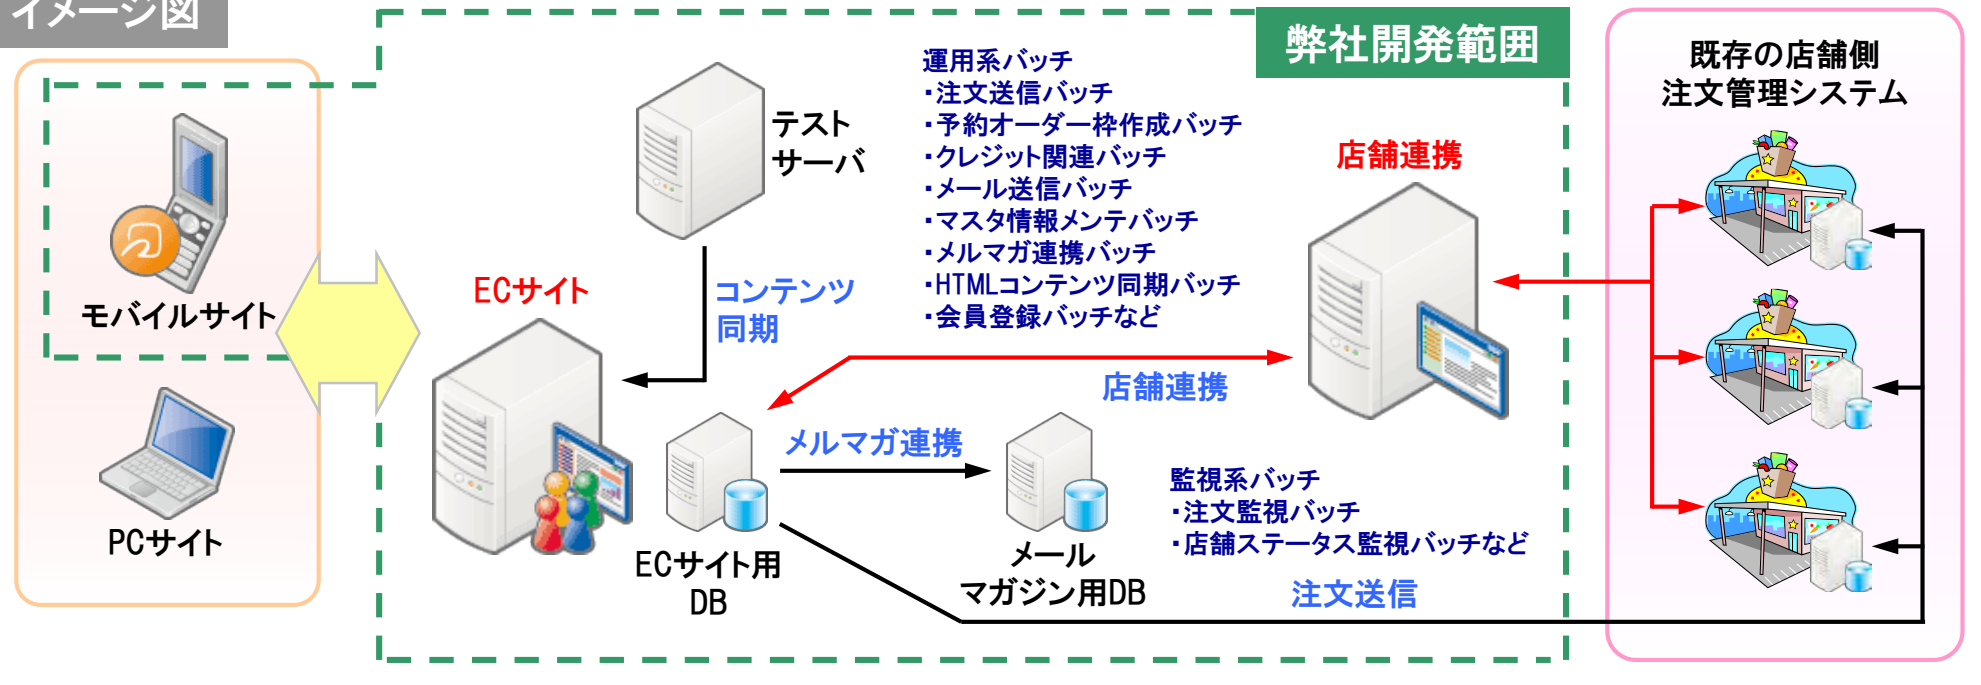 イメージ図
弊社開発範囲
既存の店舗側
注文管理システム
運用系バッチ
・注文送信バッチ
・予約オーダー枠作成バッチ
・クレジット関連バッチ
・メール送信バッチ
・マスタ情報メンテバッチ
・メルマガ連携バッチ
・HTMLコンテンツ同期バッチ
・会員登録バッチなど
テスト
サーバ
店舗連携
モバイルサイト
ECサイト
コンテンツ
同期
店舗連携
メルマガ連携
PCサイト
ECサイト用
DB
メール
マガジン用DB
監視系バッチ
・注文監視バッチ
・店舗ステータス監視バッチなど
注文送信